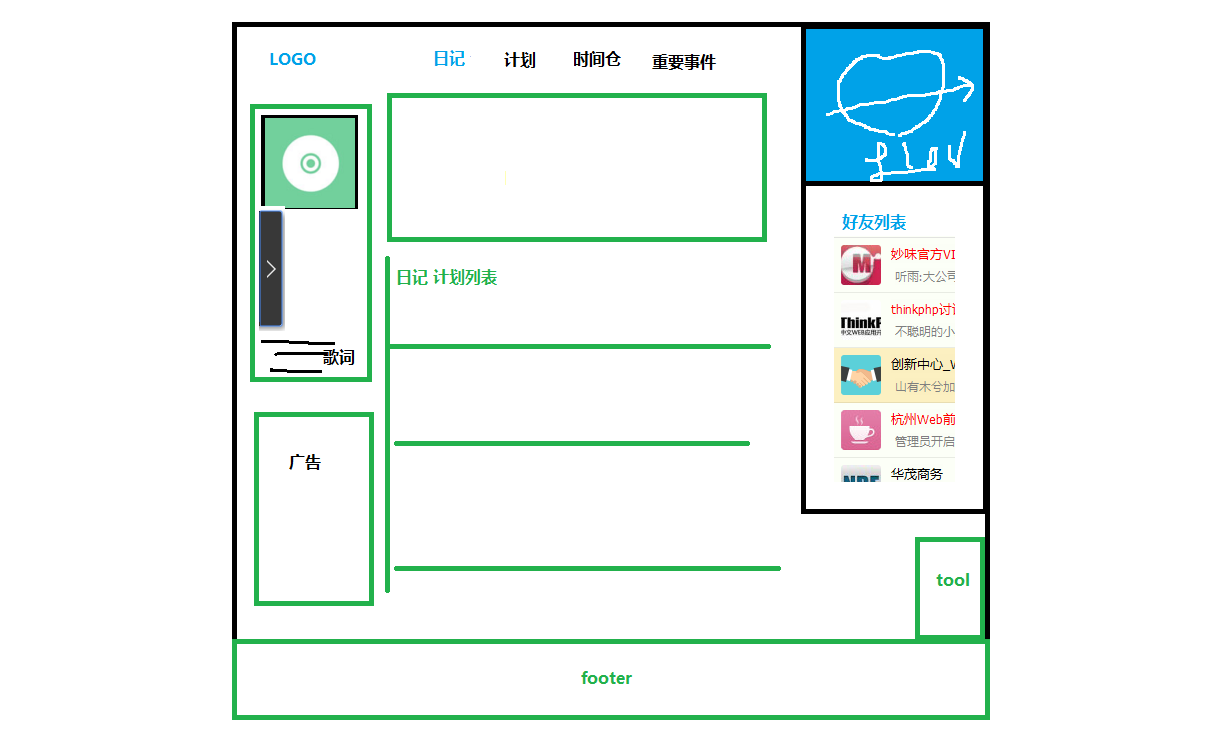 LOGO
日记 计划 时间仓 重要事件
歌词
广告
日记 计划列表
好友列表
妙味官方VI
听雨:大公司
thinkphp讨论
不聪明的小
创新中心_W
山有木兮加
杭州Web前
管理员开启
华茂商务
tool
footer